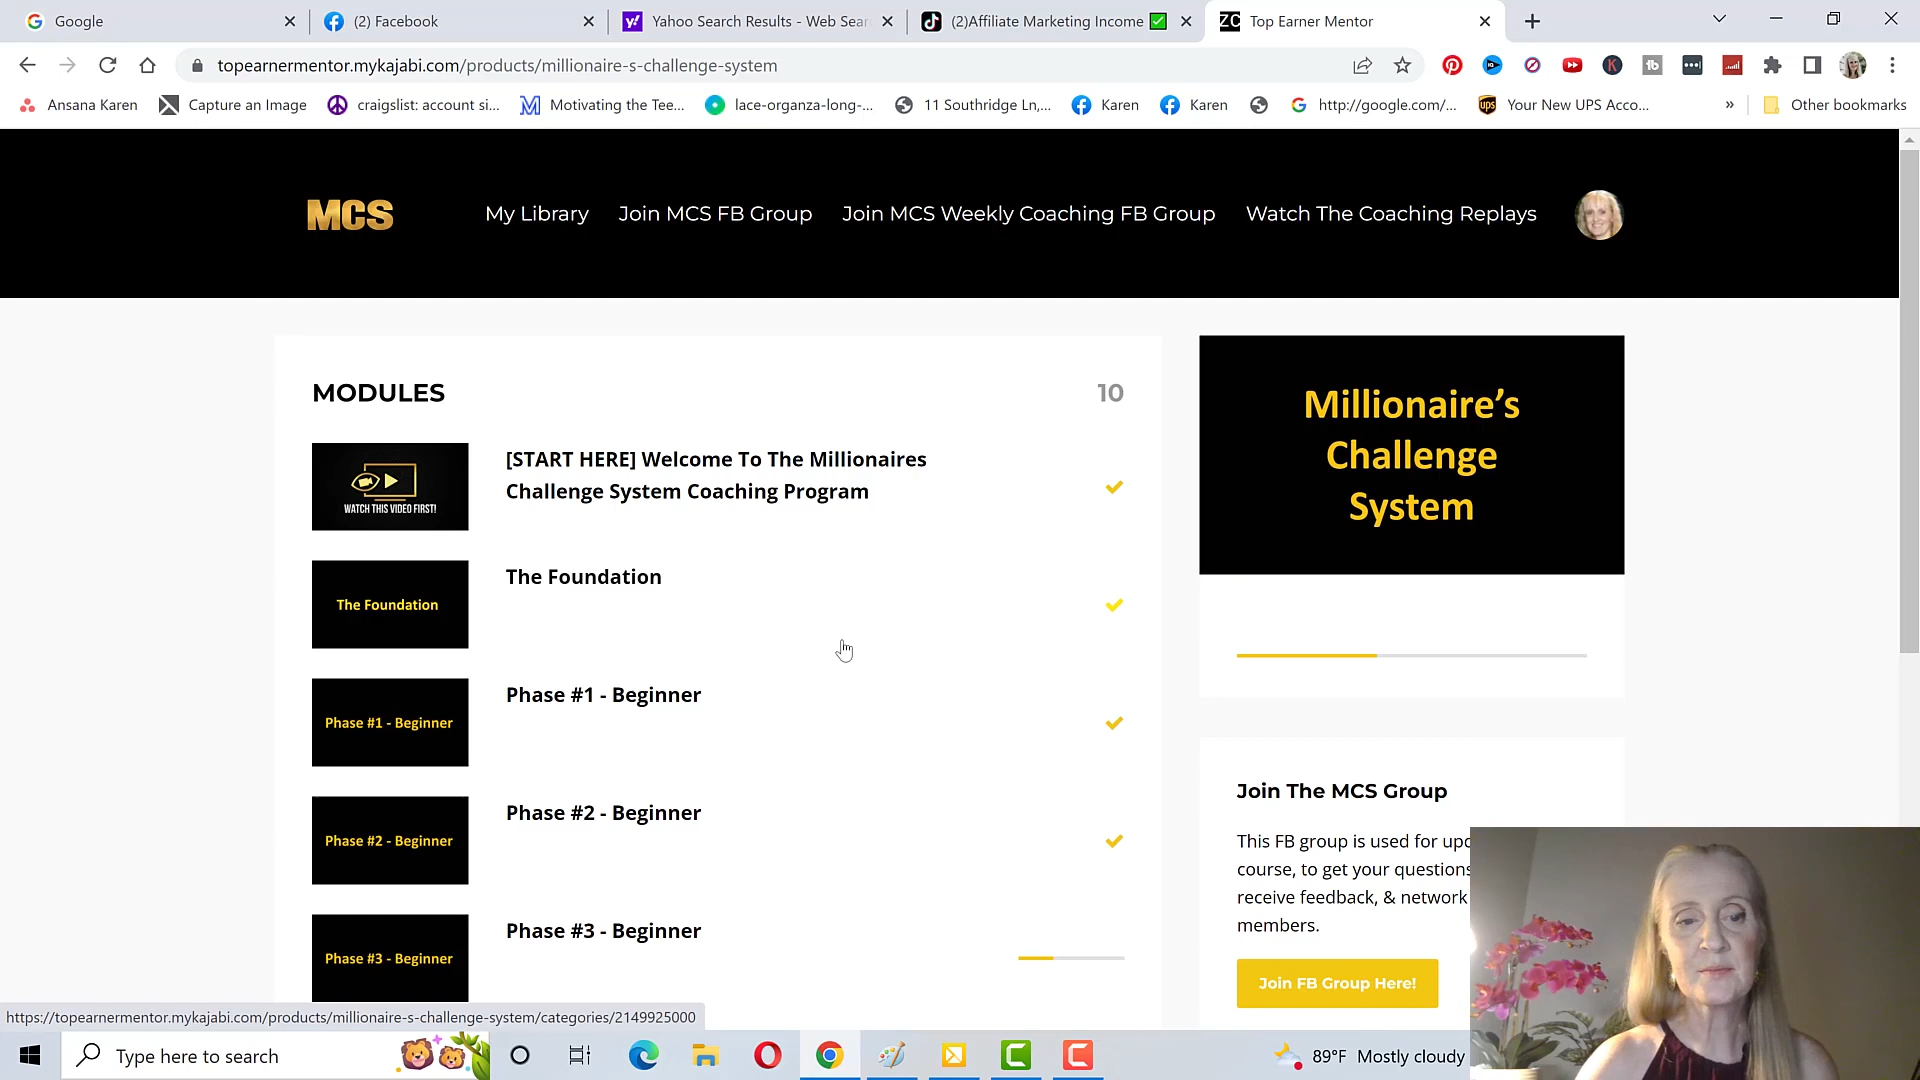 Google
(2) Facebook
Yahoo Search Results - Web Sear
(2)Affiliate Marketing Income
Top Earner Mentor
topearnermentor.mykajabi.com/products/millionaire-s-challenge-system
Ansana Karen
Capture an Image
craigslist: account si...
Motivating the Tee...
lace-organza-long-...
11 Southridge Ln,...
Karen
Karen
http://google.com/...
Your New UPS Acco...
»
Other bookmarks
MCS
My Library
Join MCS FB Group
Join MCS Weekly Coaching FB Group
Watch The Coaching Replays
MODULES
10
WATCH THIS VIDEO FIRST!
[START HERE] Welcome To The Millionaires
Challenge System Coaching Program
The Foundation
The Foundation
Phase #1 - Beginner
Phase #1 - Beginner
Phase #2 - Beginner
Phase #2 - Beginner
Phase #3 - Beginner
Phase #3 - Beginner
Millionaire's
Challenge
System
Join The MCS Group
This FB group is used for upd
course, to get your questions
receive feedback, & network
members.
Join FB Group Here!
https://topearnermentor.mykajabi.com/products/millionaire-s-challenge-system/categories/2149925000
Type here to search
89°F Mostly cloudy